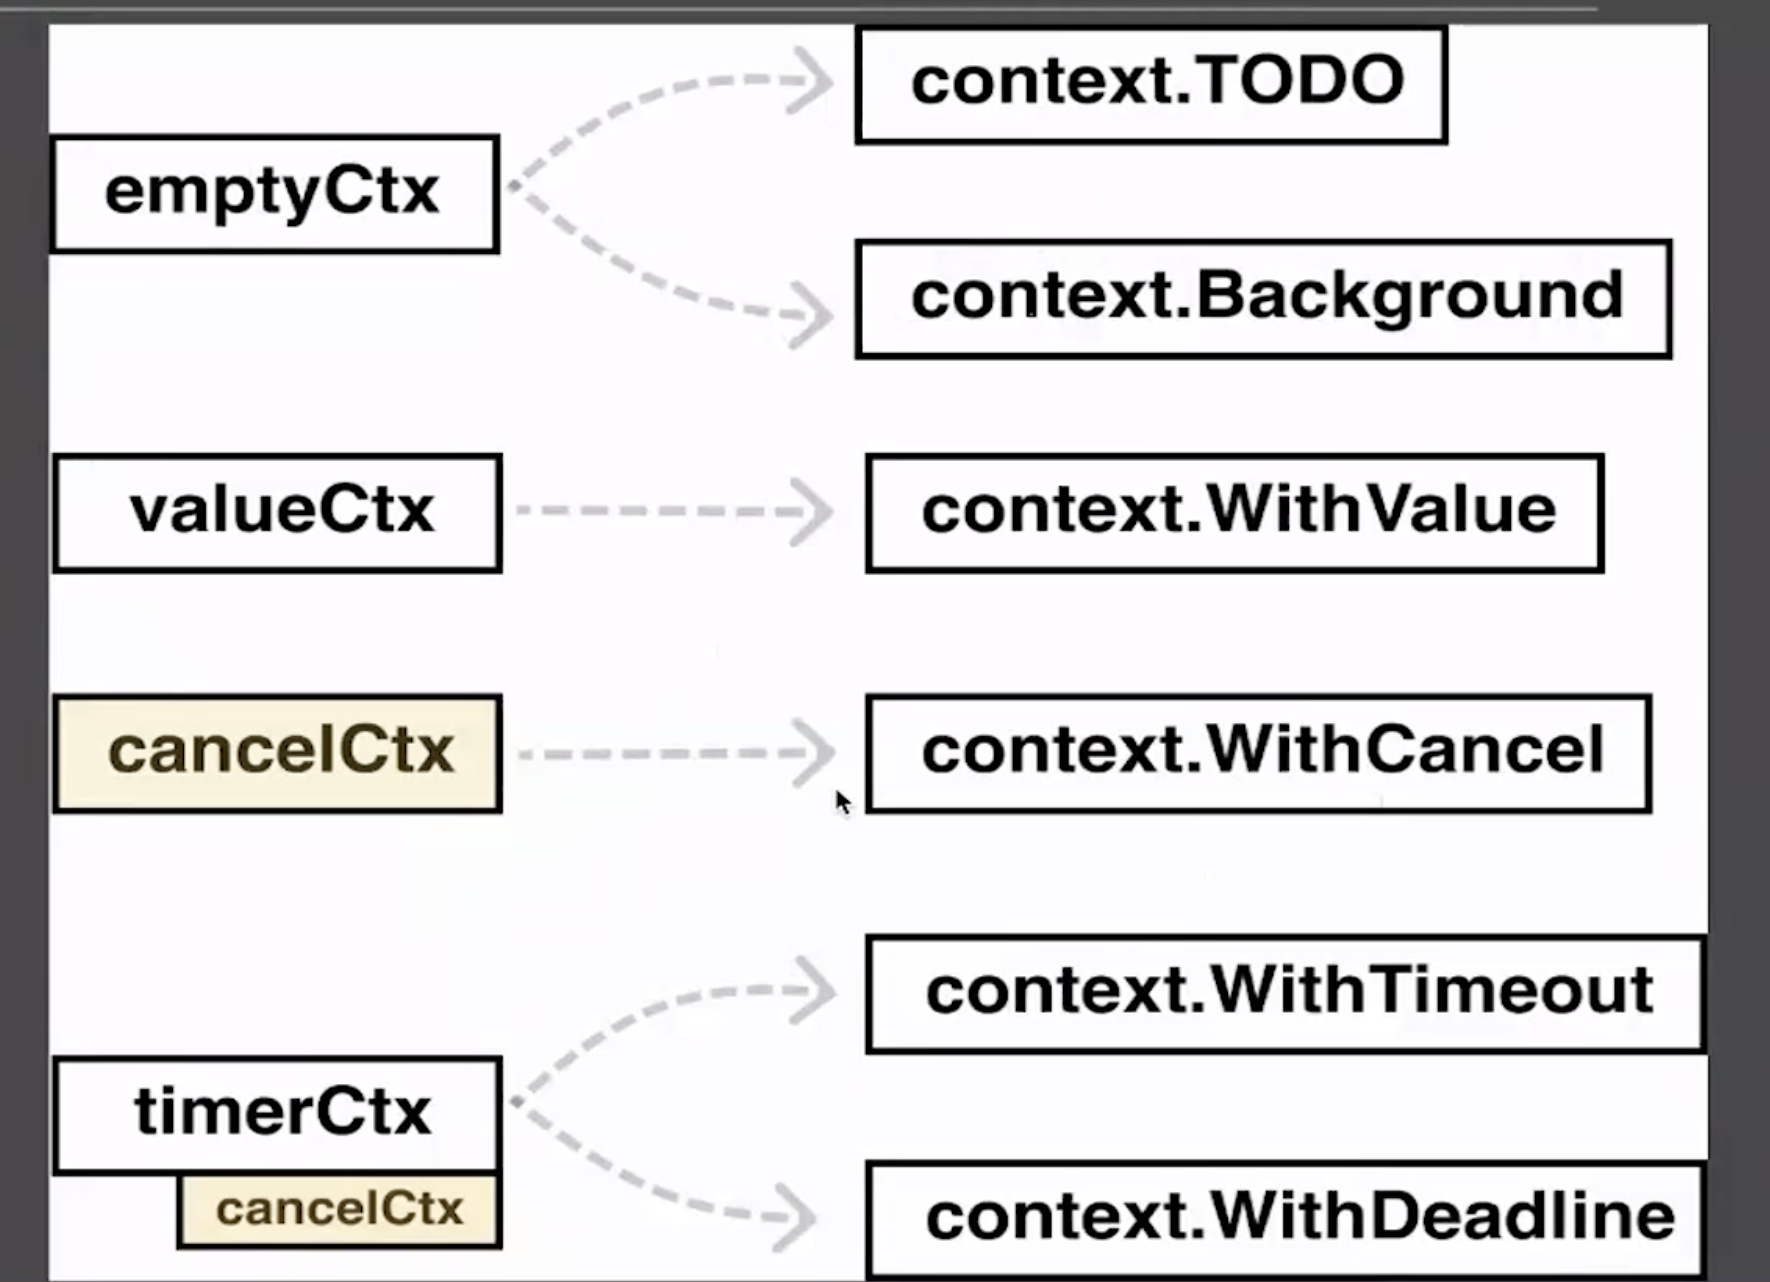 context.TODO
emptyCtx
context.Background
valueCtx
context.WithValue
cancelCtx
context.WithCancel
context.WithTimeout
timerCtx
cancelCtx
context.WithDeadline